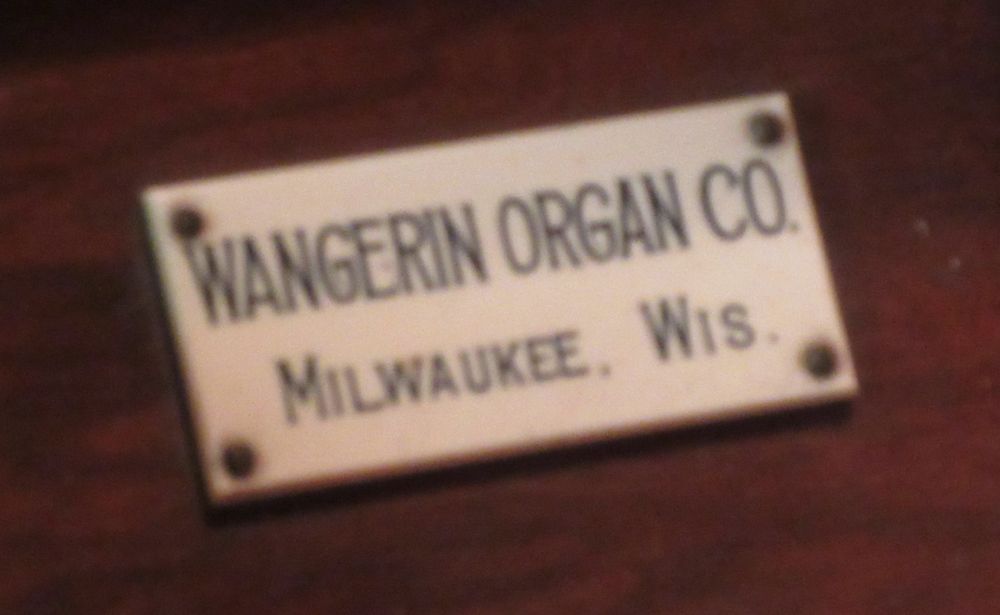 WANGERIN ORGAN CO.
MILWAUKEE. WIS.